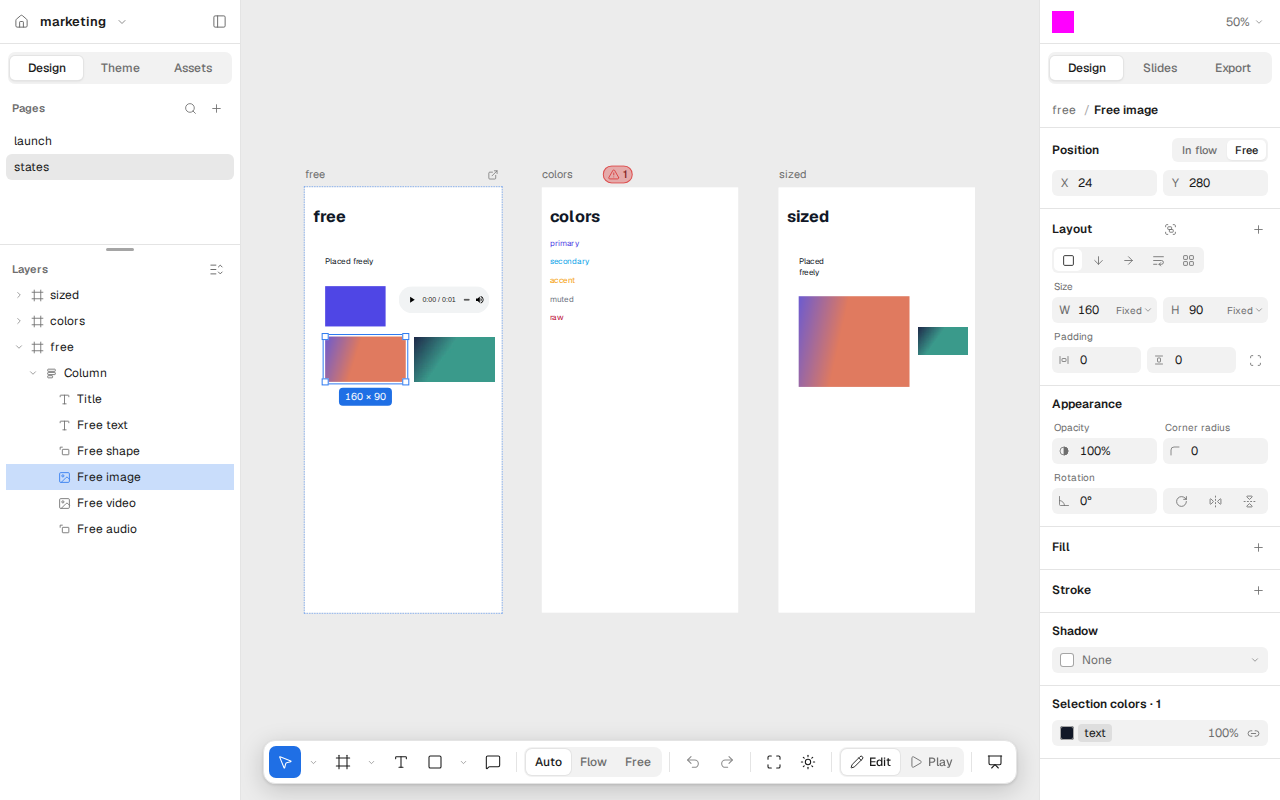 marketing
Design
Theme
Assets
Pages
launch
states
Layers
sized
colors
free
Column
Title
Free text
Free shape
Free image
Free video
Free audio
free
free
Placed freely
0:00 / 0:01
160 × 90
colors
1
colors
primary
secondary
accent
muted
raw
sized
sized
Placed
freely
Auto
Flow
Free
Edit
Play
50%
Design
Slides
Export
free / Free image
Position
In flow
Free
X 24
Y 280
Layout
Size
W 160 Fixed
H 90 Fixed
Padding
0
0
Appearance
Opacity
Corner radius
100%
0
Rotation
0°
Fill
Stroke
Shadow
None
Selection colors · 1
text
100%